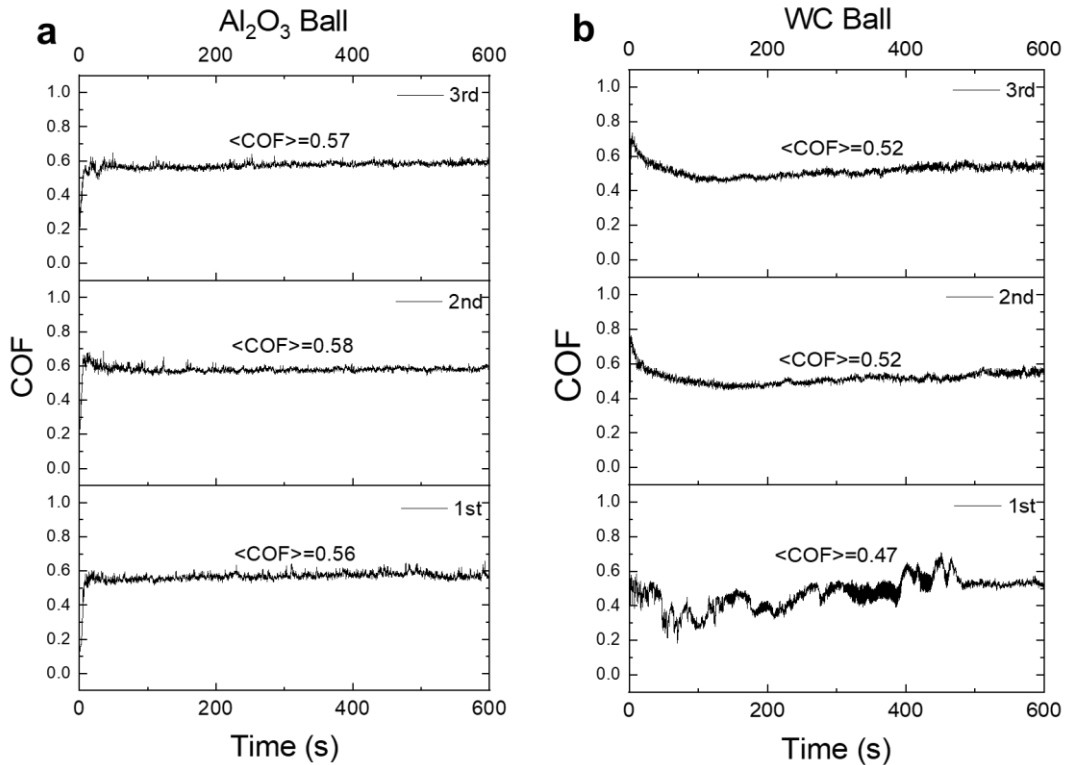 a
Al₂O₃ Ball
0 200 400 600
1.0
0.8
0.6
0.4
0.2
0.0
3rd
<COF>=0.57
1.0
0.8
0.6
0.4
0.2
0.0
2nd
<COF>=0.58
1.0
0.8
0.6
0.4
0.2
0.0
1st
<COF>=0.56
COF
0 200 400 600
Time (s)
b
WC Ball
0 200 400 600
1.0
0.8
0.6
0.4
0.2
0.0
3rd
<COF>=0.52
1.0
0.8
0.6
0.4
0.2
0.0
2nd
<COF>=0.52
1.0
0.8
0.6
0.4
0.2
0.0
1st
<COF>=0.47
COF
0 200 400 600
Time (s)